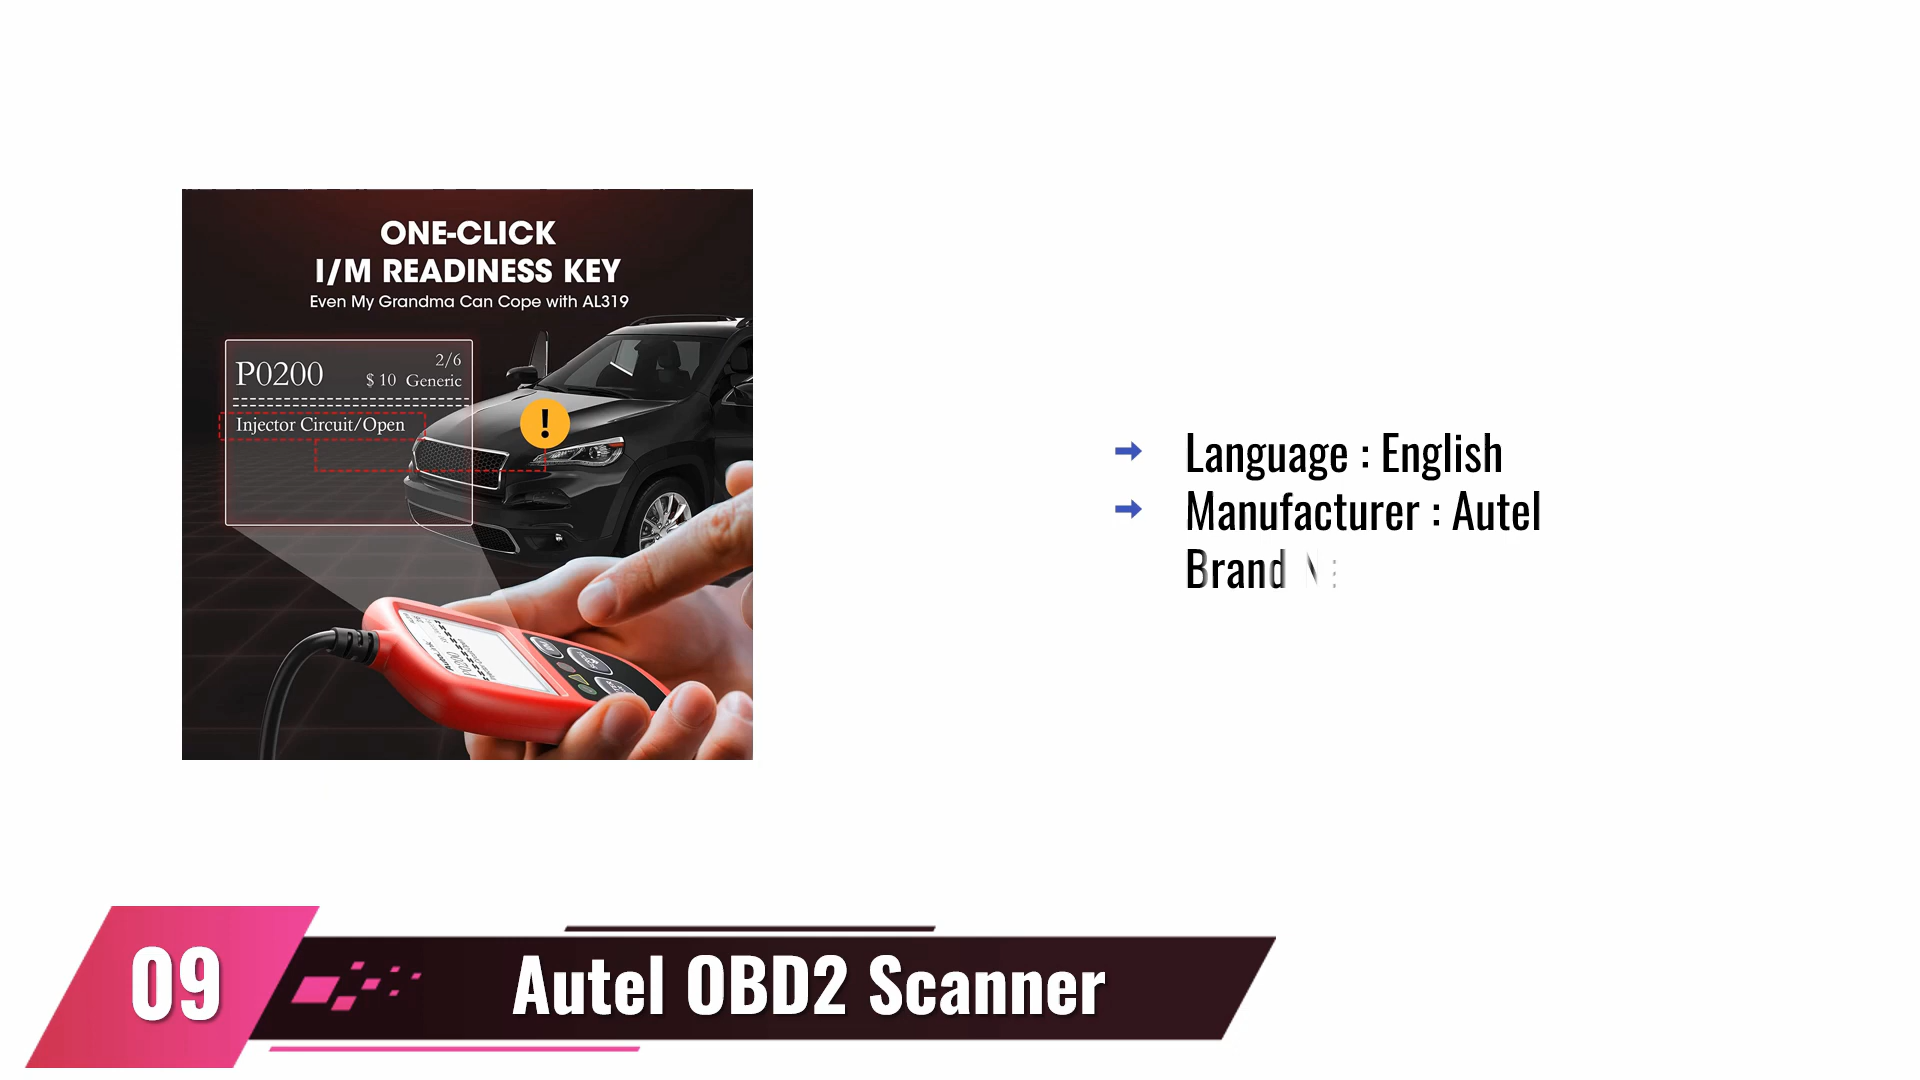 ONE-CLICK
I/M READINESS KEY
Even My Grandma Can Cope with AL319
2/6
P0200
$ 10 Generic
Injector Circuit/Open
Language : English
Manufacturer : Autel
Brand
09
Autel OBD2 Scanner